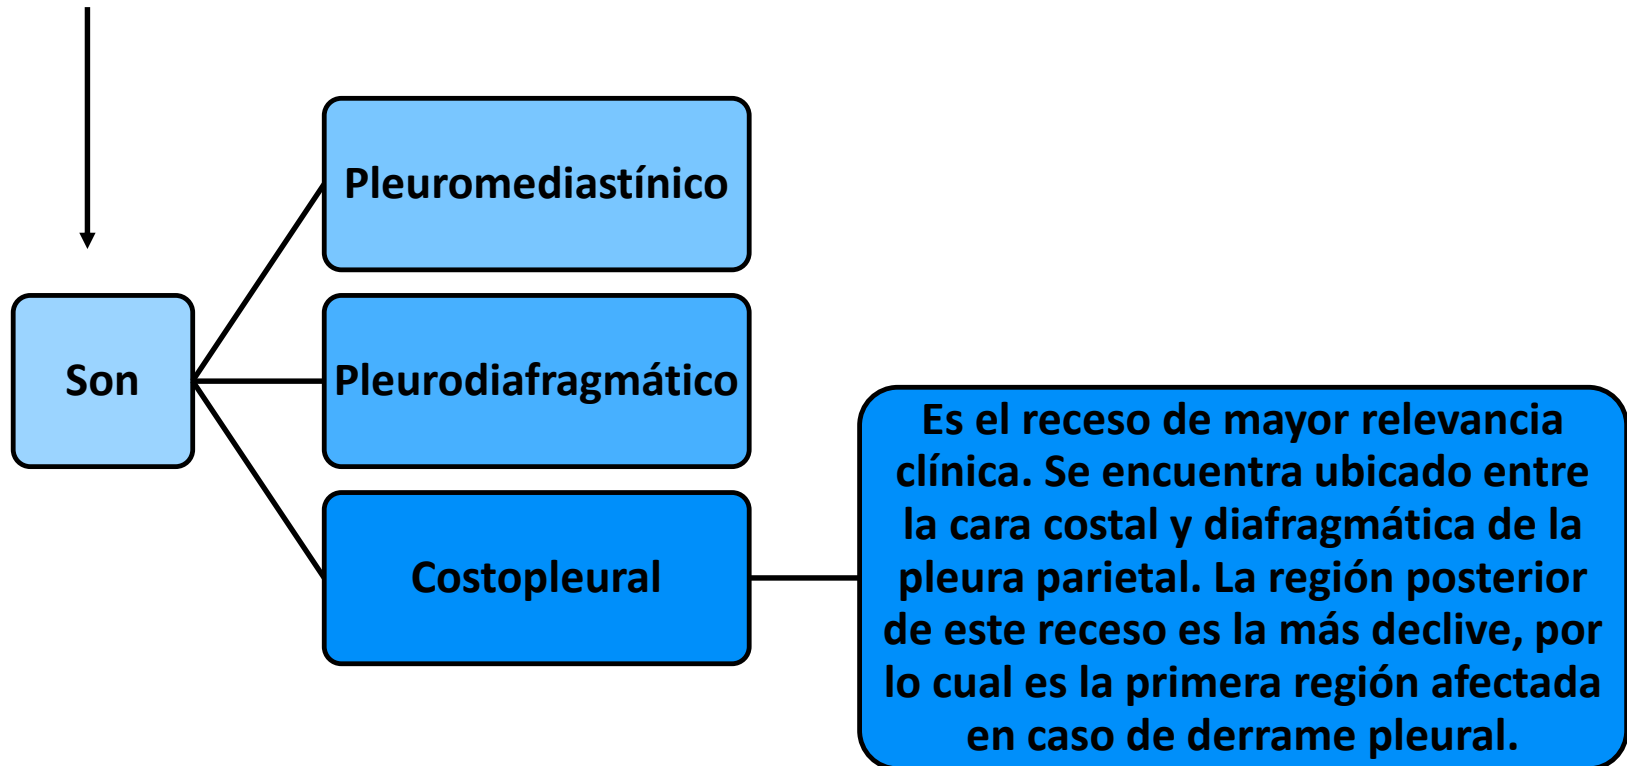 Pleuromediastínico
Son
Pleurodiafragmático
Costopleural
Es el receso de mayor relevancia
clínica. Se encuentra ubicado entre
la cara costal y diafragmática de la
pleura parietal. La región posterior
de este receso es la más declive, por
lo cual es la primera región afectada
en caso de derrame pleural.